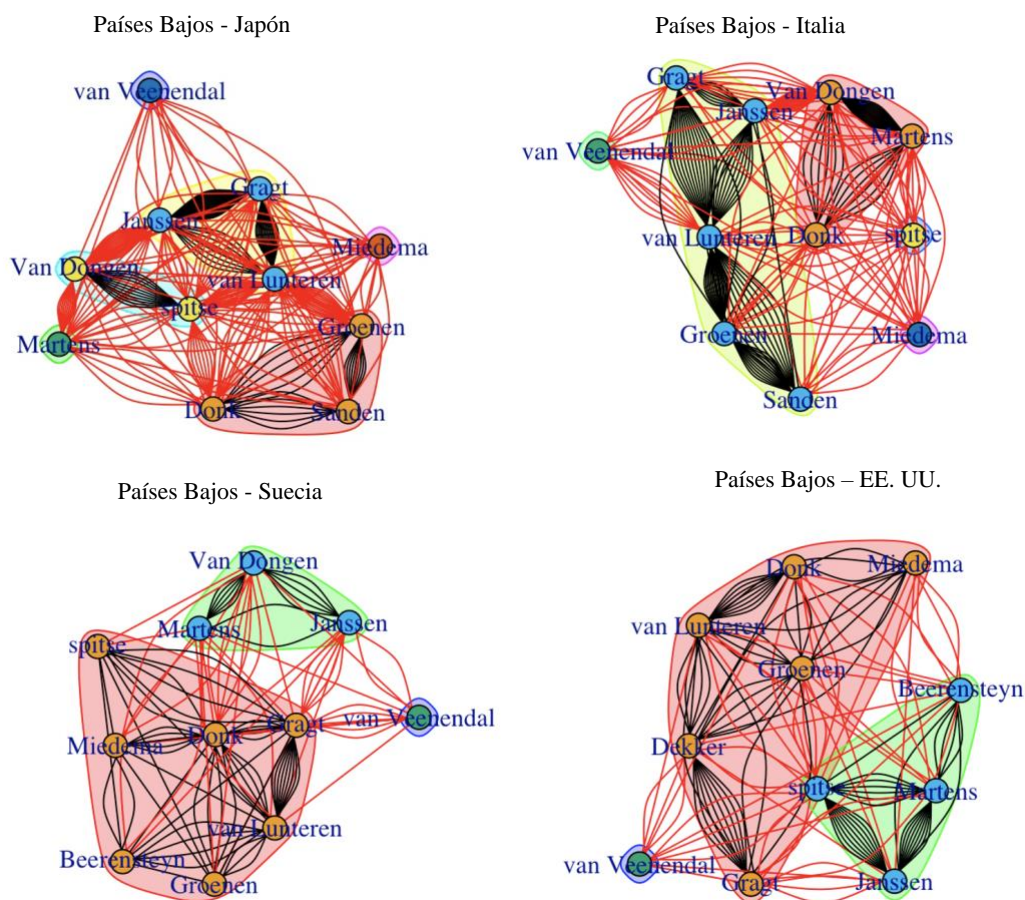 Países Bajos - Japón
van Veenendal
Gragt
Janssen
Miedema
Van Dongen
van Lunteren
spitse
Groenen
Martens
Donk
Sanden
Países Bajos - Italia
Gragt
Van Dongen
Janssen
Martens
van Veenendal
van Lunteren
Donk
spitse
Groenen
Miedema
Sanden
Países Bajos - Suecia
Van Dongen
Martens
Janssen
spitse
van Veenendal
Gragt
Donk
Miedema
van Lunteren
Beerensteyn
Groenen
Países Bajos – EE. UU.
Donk
Miedema
van Lunteren
Groenen
Beerensteyn
Dekker
spitse
Martens
van Veenendal
Gragt
Janssen